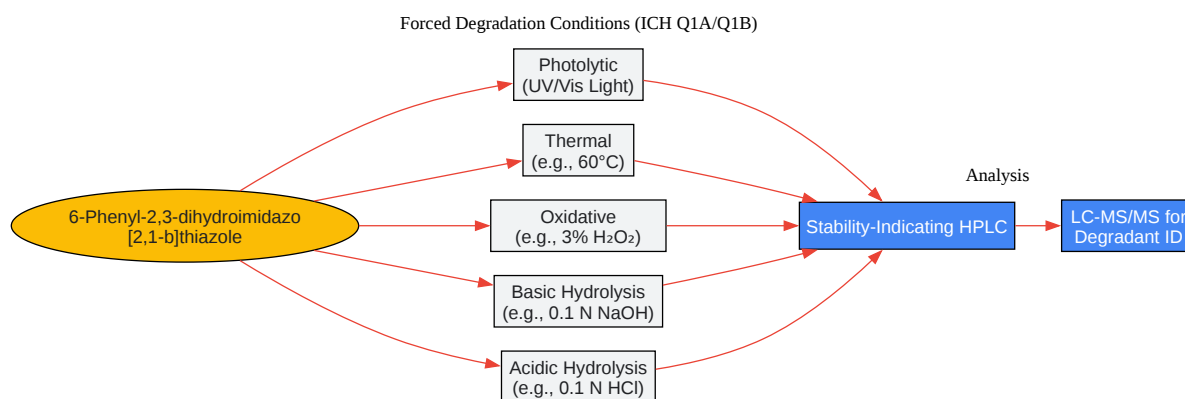 Forced Degradation Conditions (ICH Q1A/Q1B)
Photolytic
(UV/Vis Light)
Thermal
(e.g., 60°C)
6-Phenyl-2,3-dihydroimidazo
[2,1-b]thiazole
Oxidative
(e.g., 3% H₂O₂)
Basic Hydrolysis
(e.g., 0.1 N NaOH)
Acidic Hydrolysis
(e.g., 0.1 N HCl)
Stability-Indicating HPLC
Analysis
LC-MS/MS for
Degradant ID